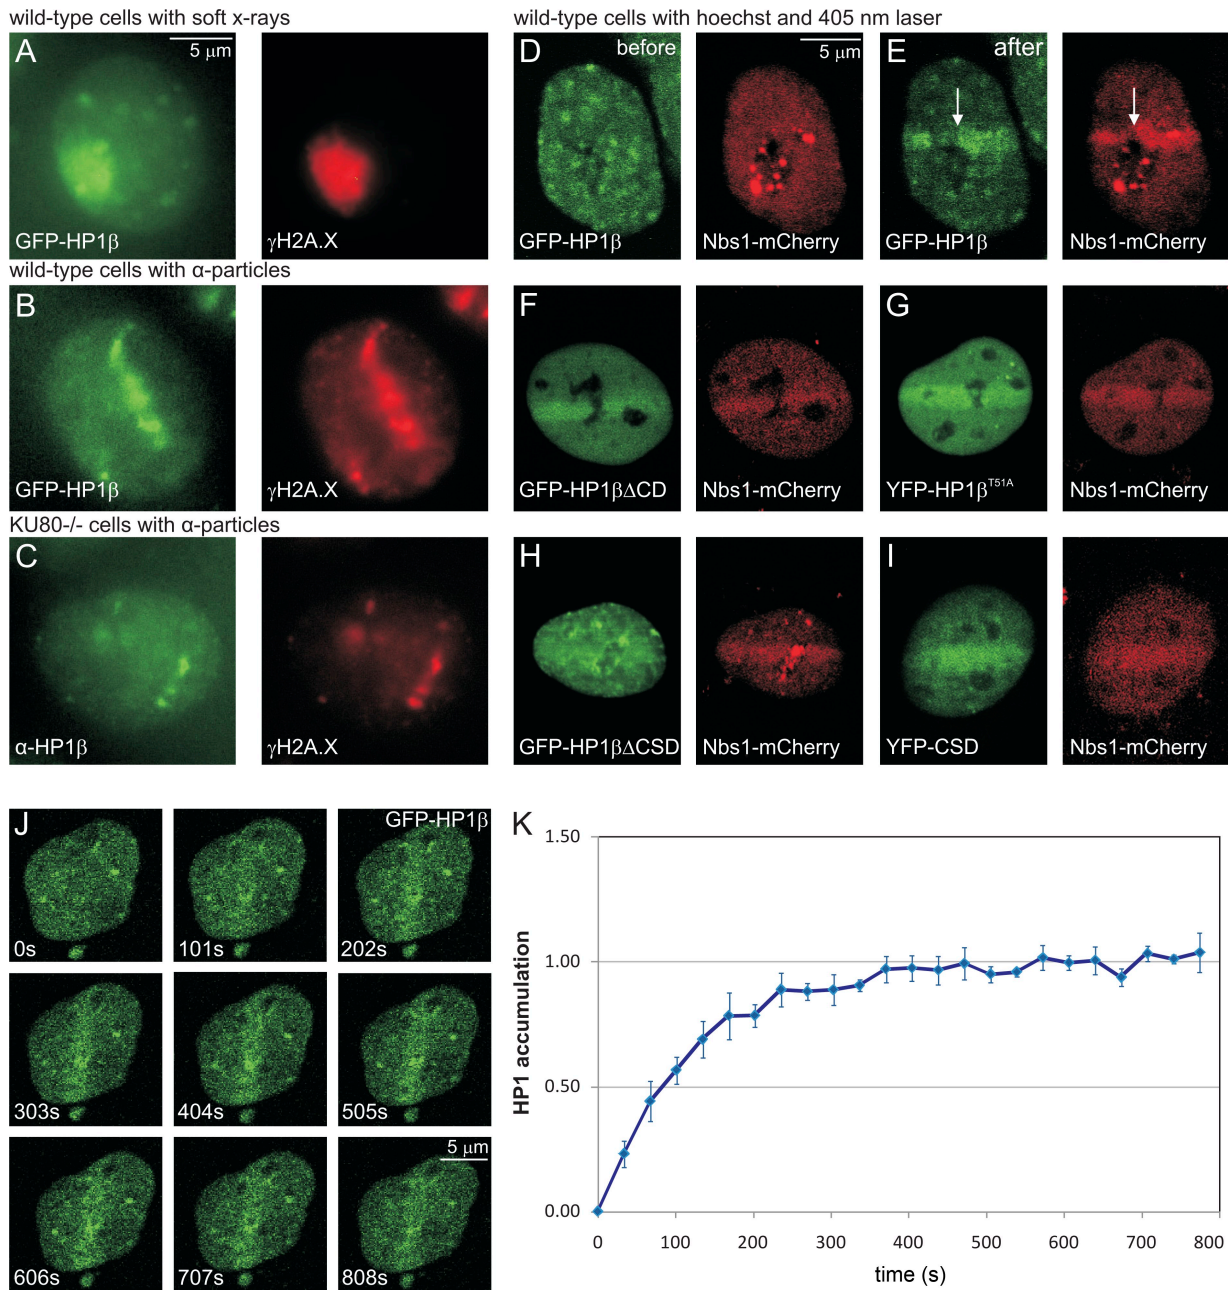 wild-type cells with soft x-rays
A
5 μm
GFP-HP1β
γH2A.X
wild-type cells with α-particles
B
GFP-HP1β
γH2A.X
KU80-/- cells with α-particles
C
α-HP1β
γH2A.X
wild-type cells with hoechst and 405 nm laser
D
before
5 μm
E
after
GFP-HP1β
Nbs1-mCherry
GFP-HP1β
Nbs1-mCherry
F
G
GFP-HP1βΔCD
Nbs1-mCherry
YFP-HP1βT51A
Nbs1-mCherry
H
I
GFP-HP1βΔCSD
Nbs1-mCherry
YFP-CSD
Nbs1-mCherry
J
GFP-HP1β
0s
101s
202s
303s
404s
505s
5 μm
606s
707s
808s
K
1.50
1.00
0.50
0.00
HP1 accumulation
0
100
200
300
400
500
600
700
800
time (s)